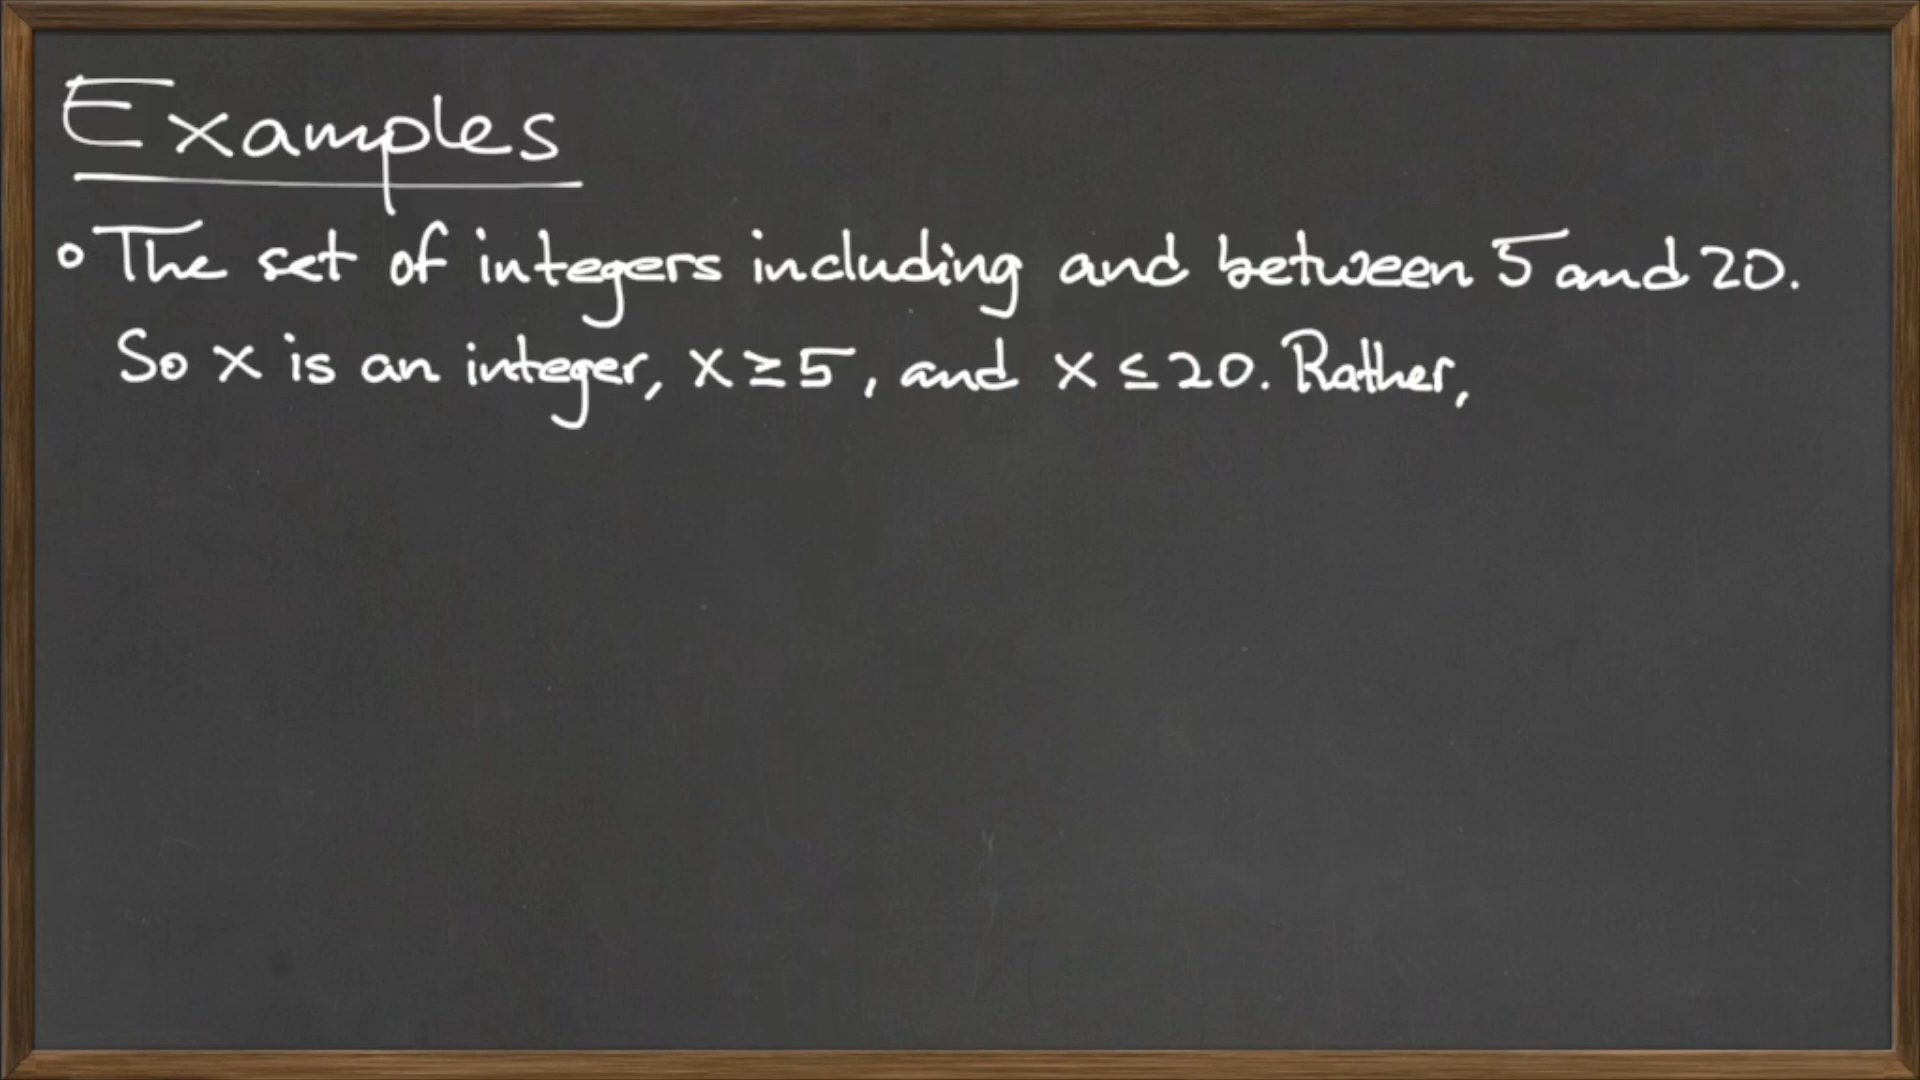 Examples
• The set of integers including and between 5 and 20.
So x is an integer, x ≥ 5, and x ≤ 20. Rather,